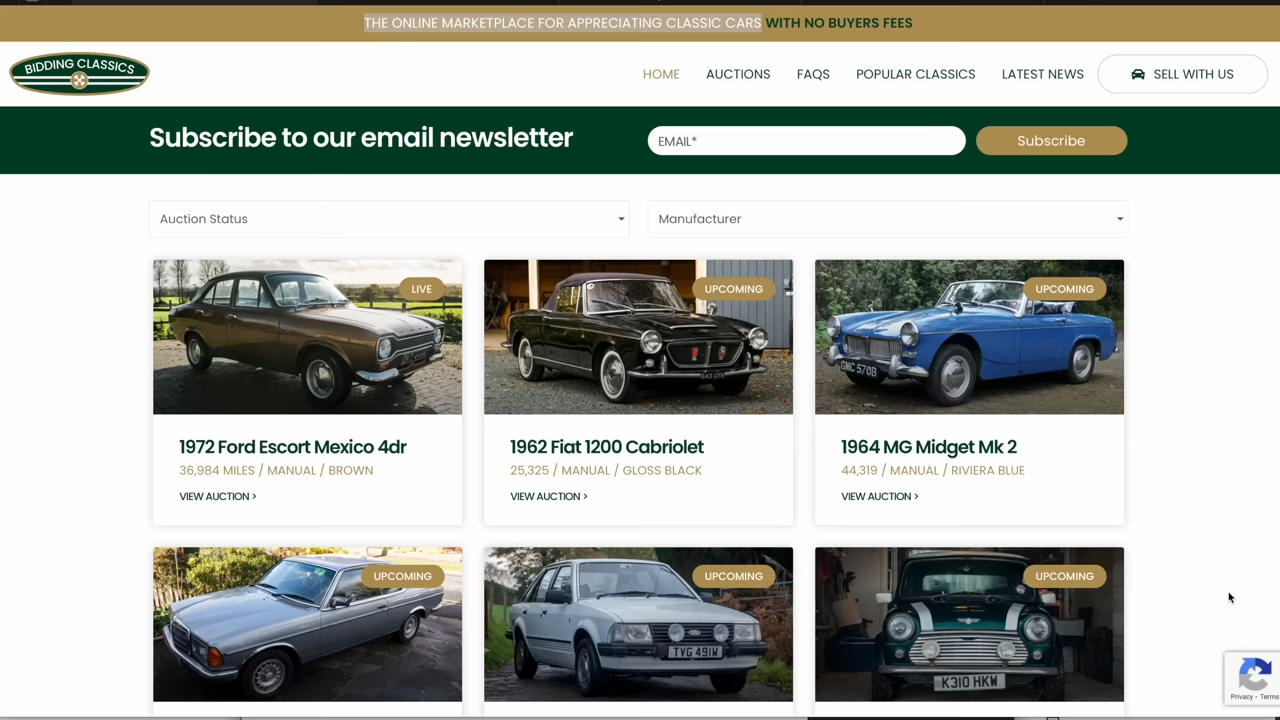 THE ONLINE MARKETPLACE FOR APPRECIATING CLASSIC CARS WITH NO BUYERS FEES
BIDDING CLASSICS
HOME AUCTIONS FAQS POPULAR CLASSICS LATEST NEWS SELL WITH US
Subscribe to our email newsletter EMAIL* Subscribe
Auction Status Manufacturer
LIVE UPCOMING UPCOMING
GMC 570B
1972 Ford Escort Mexico 4dr 1962 Fiat 1200 Cabriolet 1964 MG Midget Mk 2
36,984 MILES / MANUAL / BROWN 25,325 / MANUAL / GLOSS BLACK 44,319 / MANUAL / RIVIERA BLUE
VIEW AUCTION > VIEW AUCTION > VIEW AUCTION >
UPCOMING UPCOMING UPCOMING
TVG 491W K310 HKW
Privacy - Terms